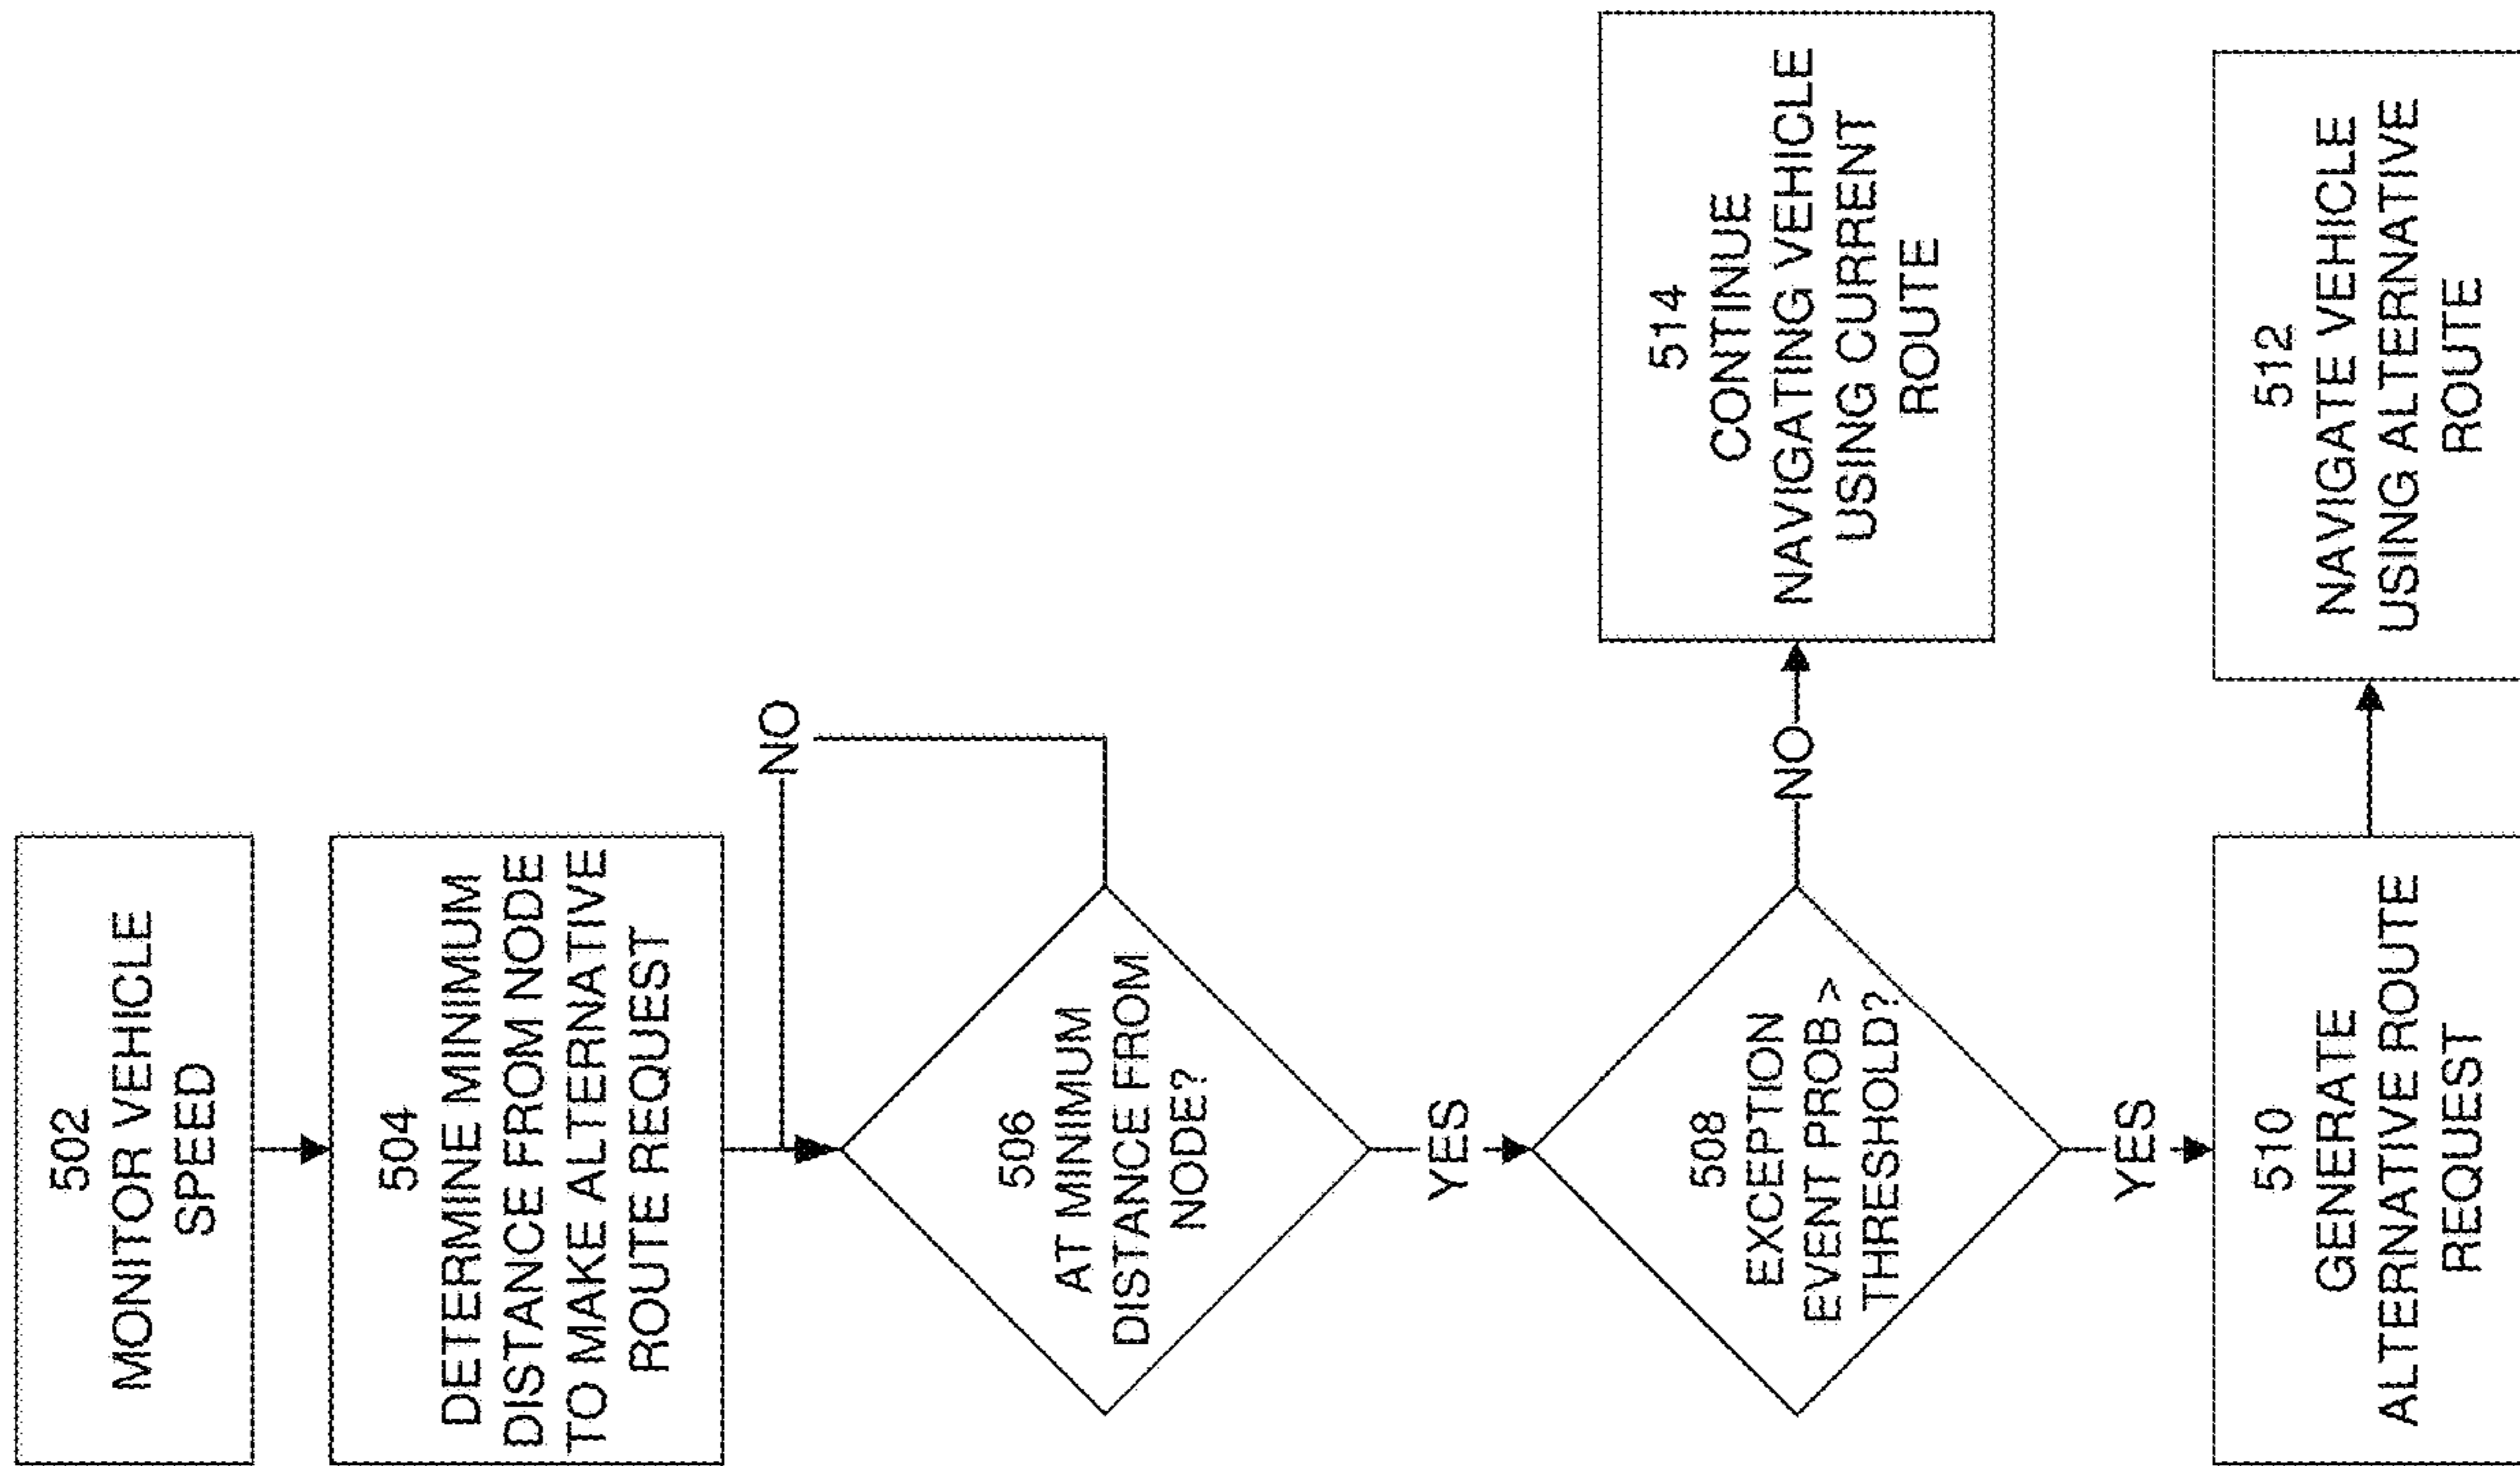 502
MONITOR VEHICLE
SPEED
504
DETERMINE MINIMUM
DISTANCE FROM NODE
TO MAKE ALTERNATIVE
ROUTE REQUEST
NO
506
AT MINIMUM
DISTANCE FROM
NODE?
YES
508
EXCEPTION
EVENT PROB >
THRESHOLD?
NO
514
CONTINUE
NAVIGATING VEHICLE
USING CURRENT
ROUTE
YES
510
GENERATE
ALTERNATIVE ROUTE
REQUEST
512
NAVIGATE VEHICLE
USING ALTERNATIVE
ROUTE